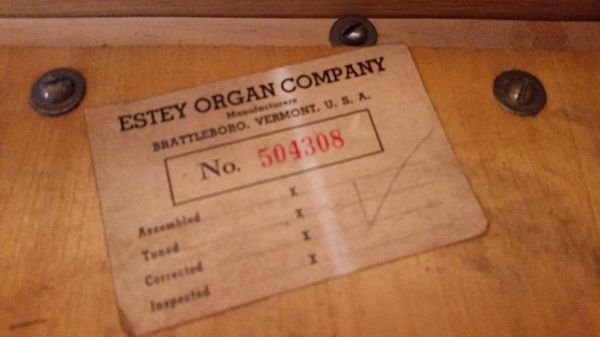 ESTEY ORGAN COMPANY
Manufacturers
BRATTLEBORO, VERMONT, U. S. A.
No. 504308
Assembled X
Tuned X
Corrected X
Inspected X